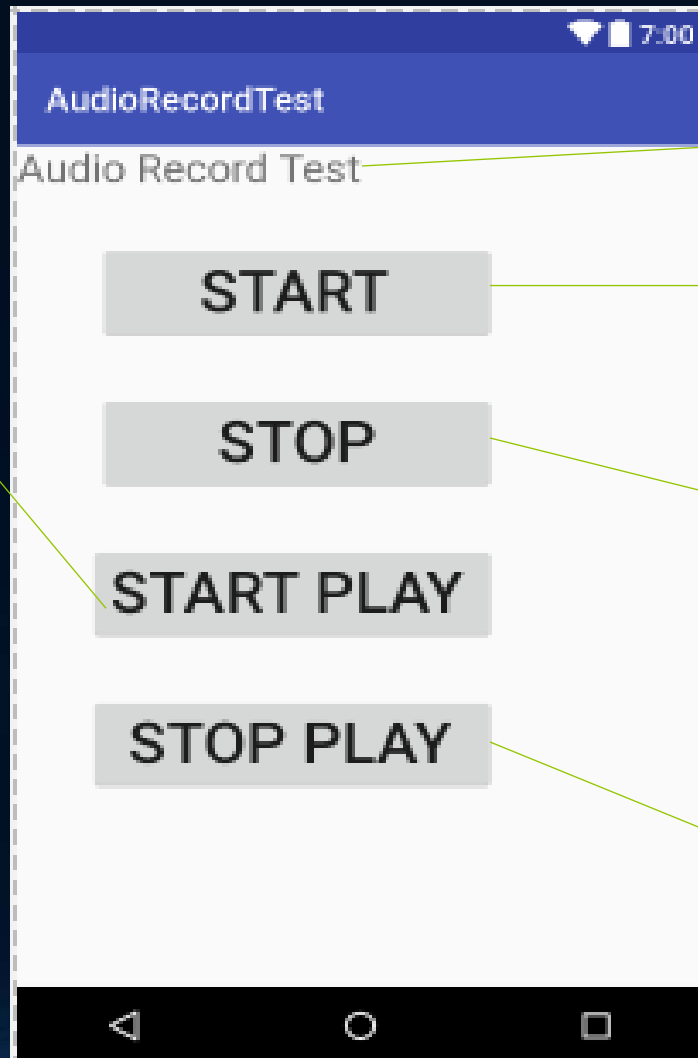 7:00
AudioRecordTest
Audio Record Test
START
STOP
START PLAY
STOP PLAY